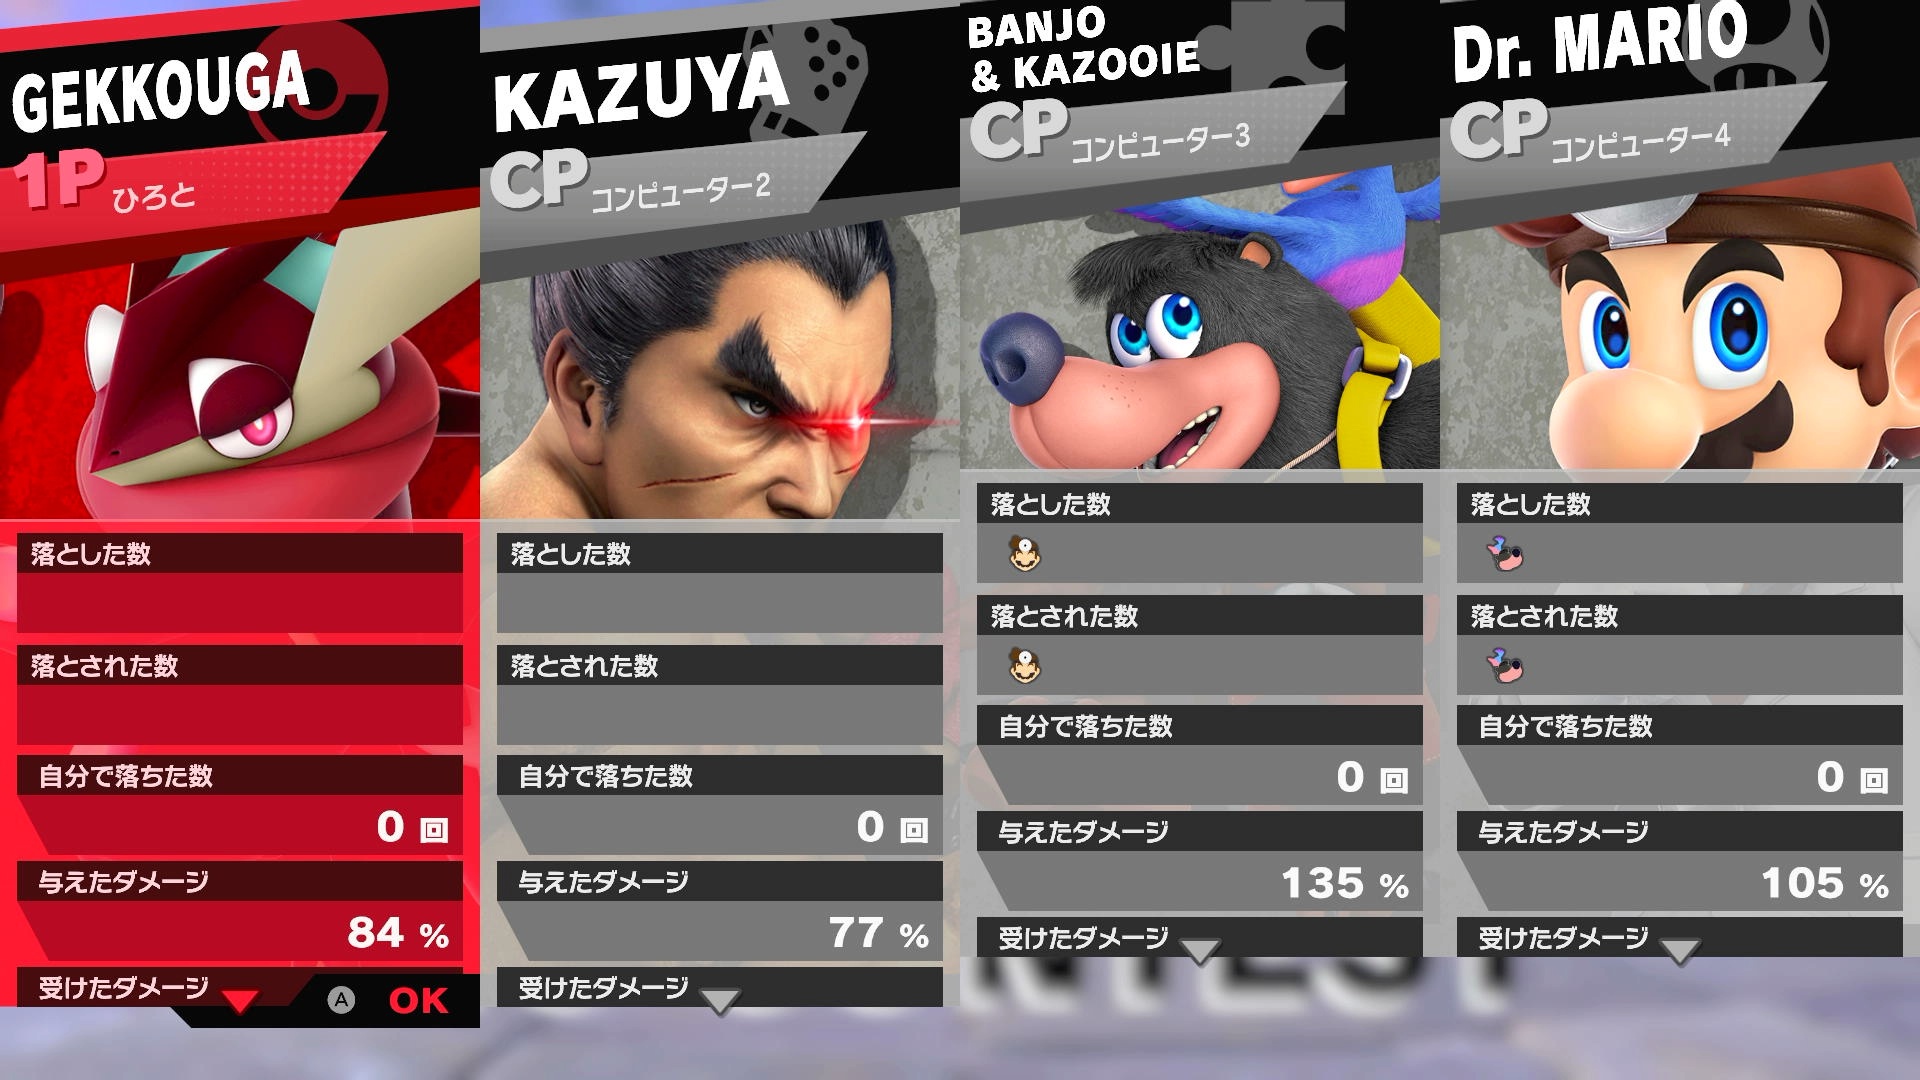 GEKKOUGA
1P ひろと
落とした数
落とされた数
自分で落ちた数
0 回
与えたダメージ
84 %
受けたダメージ
A OK
KAZUYA
CP コンピューター2
落とした数
落とされた数
自分で落ちた数
0 回
与えたダメージ
77 %
受けたダメージ
BANJO
& KAZOOIE
CP コンピューター3
落とした数
落とされた数
自分で落ちた数
0 回
与えたダメージ
135 %
受けたダメージ
Dr. MARIO
CP コンピューター4
落とした数
落とされた数
自分で落ちた数
0 回
与えたダメージ
105 %
受けたダメージ